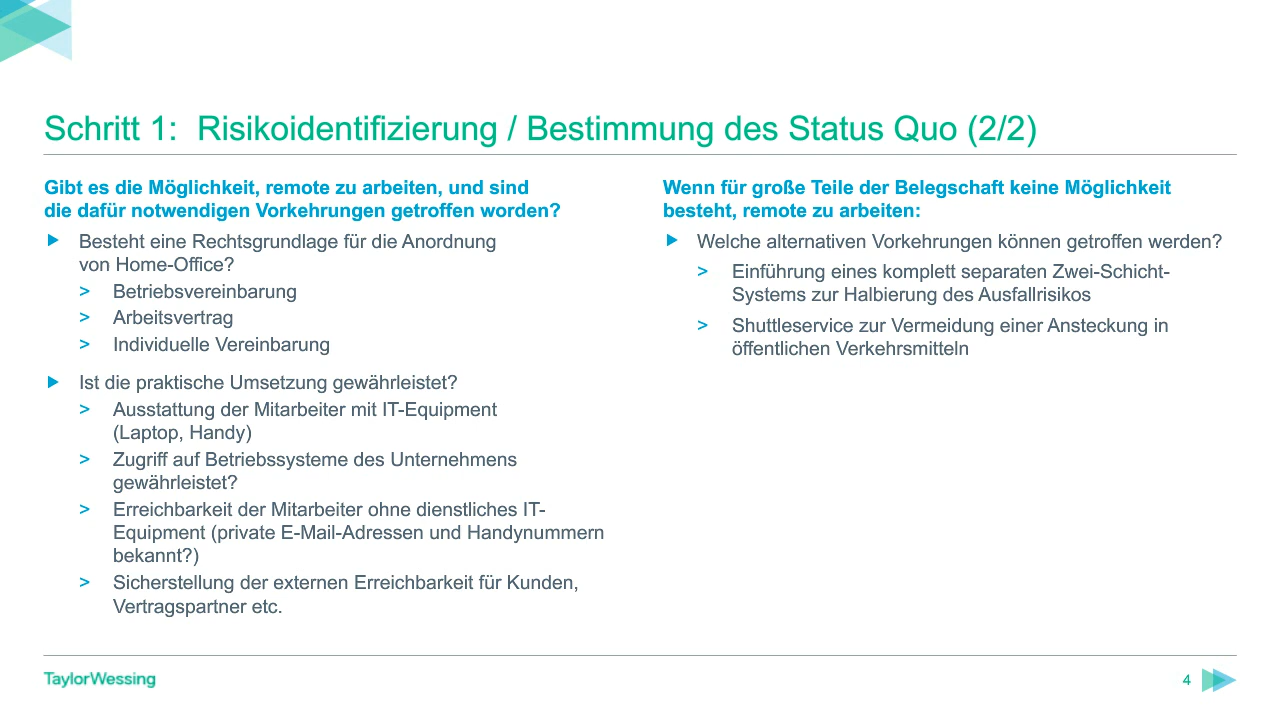 Schritt 1: Risikoidentifizierung / Bestimmung des Status Quo (2/2)
Gibt es die Möglichkeit, remote zu arbeiten, und sind
die dafür notwendigen Vorkehrungen getroffen worden?
Besteht eine Rechtsgrundlage für die Anordnung
von Home-Office?
> Betriebsvereinbarung
> Arbeitsvertrag
> Individuelle Vereinbarung
Ist die praktische Umsetzung gewährleistet?
> Ausstattung der Mitarbeiter mit IT-Equipment
(Laptop, Handy)
> Zugriff auf Betriebssysteme des Unternehmens
gewährleistet?
> Erreichbarkeit der Mitarbeiter ohne dienstliches IT-
Equipment (private E-Mail-Adressen und Handynummern
bekannt?)
> Sicherstellung der externen Erreichbarkeit für Kunden,
Vertragspartner etc.
Wenn für große Teile der Belegschaft keine Möglichkeit
besteht, remote zu arbeiten:
Welche alternativen Vorkehrungen können getroffen werden?
> Einführung eines komplett separaten Zwei-Schicht-
Systems zur Halbierung des Ausfallrisikos
> Shuttleservice zur Vermeidung einer Ansteckung in
öffentlichen Verkehrsmitteln
TaylorWessing
4